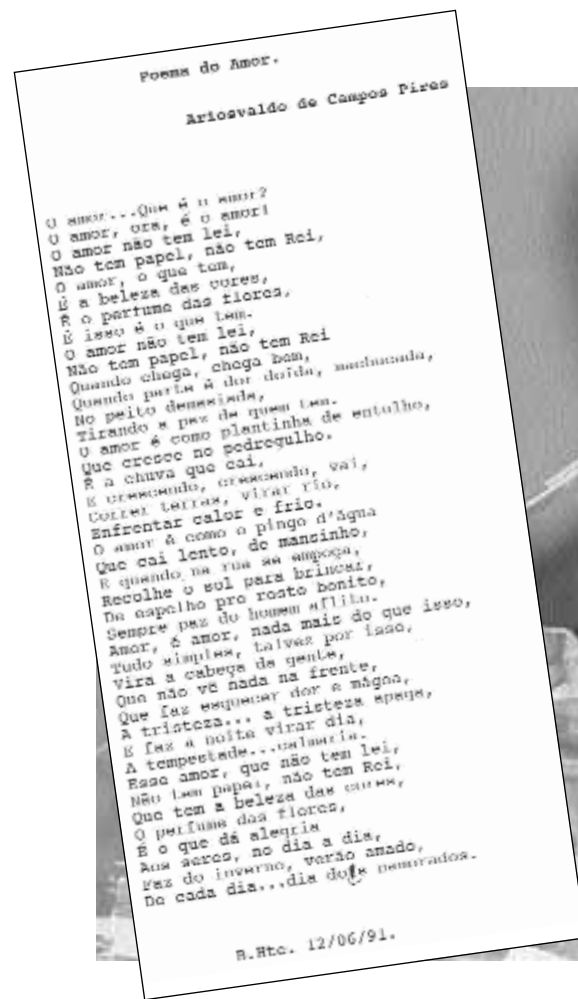 Poema do Amor.
Ariosvaldo de Campos Pires
O amor...Que é o amor?
O amor, ora, é o amor!
O amor não tem lei,
Não tem papel, não tem Rei,
O amor, o que tem,
É a beleza das cores,
É o perfume das flores,
É isso é o que tem.
O amor não tem lei,
Não tem papel, não tem Rei
Quando chega, chega bem,
Quando parte é dor doída, machucada,
No peito demasiada,
Tirando a paz de quem tem.
O amor é como plantinha de entulho,
Que cresce no pedregulho.
É a chuva que cai,
E crescendo, crescendo, vai,
Correr terras, virar rio,
Enfrentar calor e frio.
O amor é como o pingo d'água
Que cai lento, de mansinho,
E quando na rua se empoça,
Recolhe o sol para brincar,
De espelho pro rosto bonito,
Sempre paz do homem aflito.
Amor, é amor, nada mais do que isso,
Tudo simples, talvez por isso,
Vira a cabeça da gente,
Que não vê nada na frente,
Que faz esquecer dor e mágoa,
A tristeza... a tristeza apaga,
E faz a noite virar dia,
A tempestade...calmaria.
Esse amor, que não tem lei,
Não tem papel, não tem Rei,
Que tem a beleza das cores,
O perfume das flores,
É o que dá alegria
Aos seres, no dia a dia,
Faz do inverno, verão amado,
De cada dia...dia dos namorados.
B.Hte. 12/06/91.